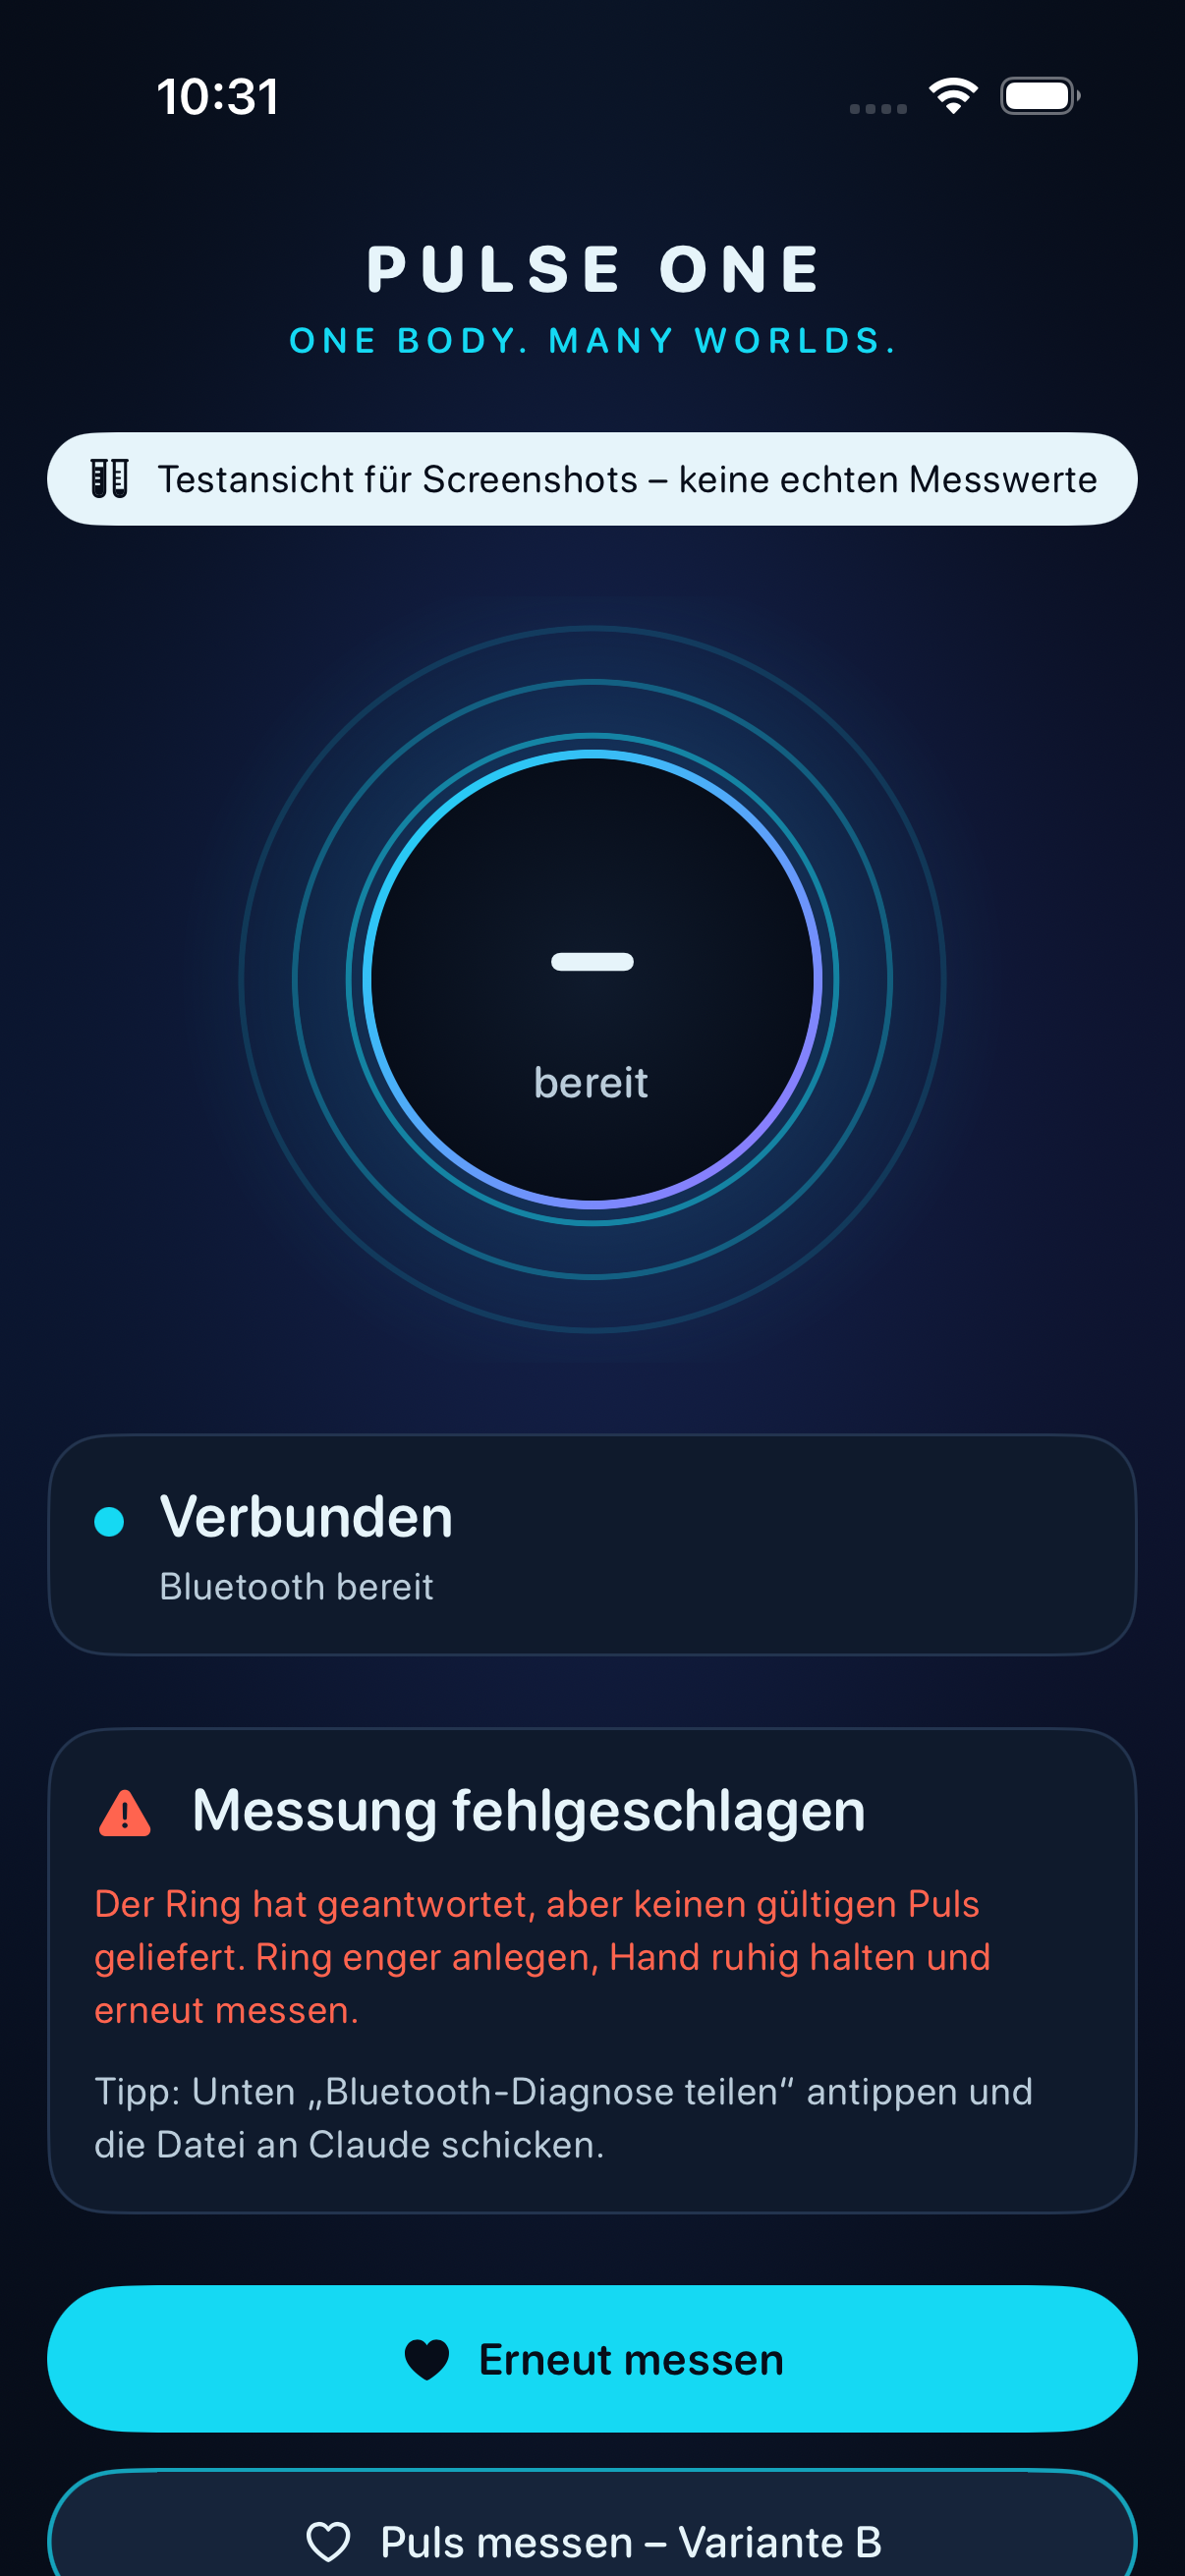 10:31
PULSE ONE
ONE BODY. MANY WORLDS.
Testansicht für Screenshots – keine echten Messwerte
–
bereit
Verbunden
Bluetooth bereit
Messung fehlgeschlagen
Der Ring hat geantwortet, aber keinen gültigen Puls
geliefert. Ring enger anlegen, Hand ruhig halten und
erneut messen.
Tipp: Unten „Bluetooth-Diagnose teilen“ antippen und
die Datei an Claude schicken.
Erneut messen
Puls messen – Variante B